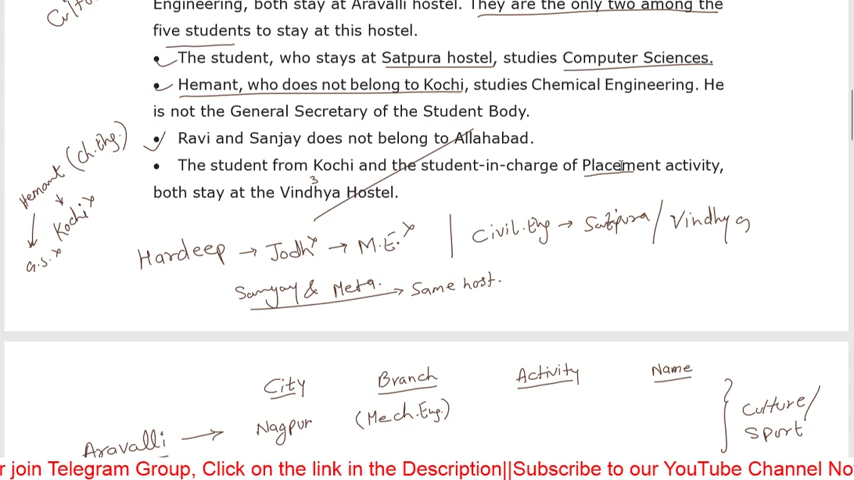 Engineering, both stay at Aravalli hostel. They are the only two among the
five students to stay at this hostel.
• The student, who stays at Satpura hostel, studies Computer Sciences.
• Hemant, who does not belong to Kochi, studies Chemical Engineering. He
is not the General Secretary of the Student Body.
• Ravi and Sanjay does not belong to Allahabad.
• The student from Kochi and the student-in-charge of Placement activity,
3
both stay at the Vindhya Hostel.
Hemant (Ch.Eng.)
Kochi x
G.S. x
Hardeep → Jodh x → M.E. x | Civil.Eng → Satpura / Vindhya
Sanjay & Meta. → Same host.
City Branch Activity Name
Aravalli → Nagpur (Mech.Eng.) } Culture/
Sport
r join Telegram Group, Click on the link in the Description||Subscribe to our YouTube Channel No